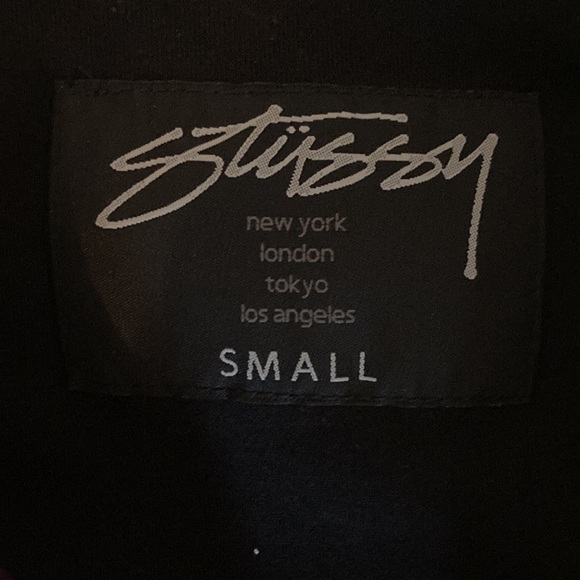 stüssy
new york
london
tokyo
los angeles
SMALL